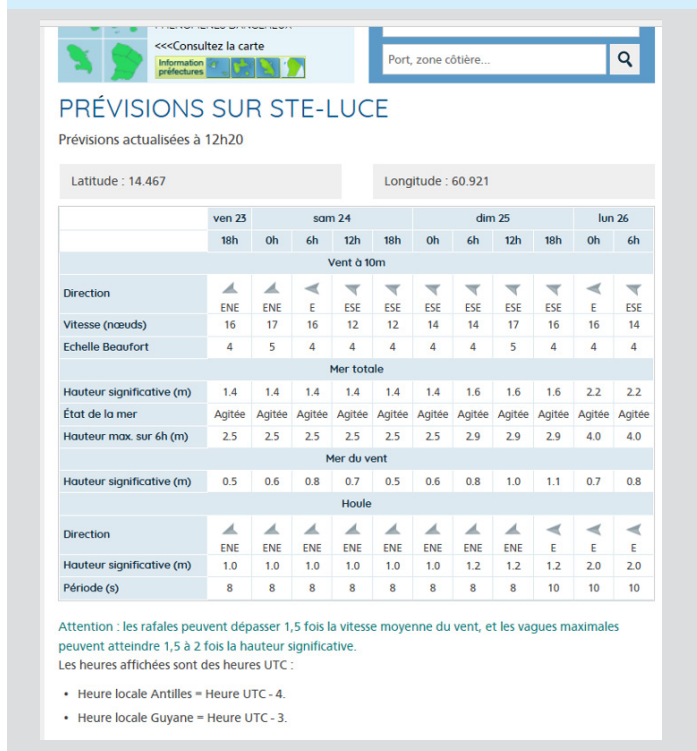 <<<Consultez la carte
Information
préfectures
Port, zone côtière...
PRÉVISIONS SUR STE-LUCE
Prévisions actualisées à 12h20
Latitude : 14.467 Longitude : 60.921
ven 23 sam 24 dim 25 lun 26
18h 0h 6h 12h 18h 0h 6h 12h 18h 0h 6h
Vent à 10m
Direction ENE ENE E ESE ESE ESE ESE ESE ESE E ESE
Vitesse (nœuds) 16 17 16 12 12 14 14 17 16 16 14
Echelle Beaufort 4 5 4 4 4 4 4 5 4 4 4
Mer totale
Hauteur significative (m) 1.4 1.4 1.4 1.4 1.4 1.4 1.6 1.6 1.6 2.2 2.2
État de la mer Agitée Agitée Agitée Agitée Agitée Agitée Agitée Agitée Agitée Agitée Agitée
Hauteur max. sur 6h (m) 2.5 2.5 2.5 2.5 2.5 2.5 2.9 2.9 2.9 4.0 4.0
Mer du vent
Hauteur significative (m) 0.5 0.6 0.8 0.7 0.5 0.6 0.8 1.0 1.1 0.7 0.8
Houle
Direction ENE ENE ENE ENE ENE ENE ENE ENE E E E
Hauteur significative (m) 1.0 1.0 1.0 1.0 1.0 1.0 1.2 1.2 1.2 2.0 2.0
Période (s) 8 8 8 8 8 8 8 8 10 10 10
Attention : les rafales peuvent dépasser 1,5 fois la vitesse moyenne du vent, et les vagues maximales
peuvent atteindre 1,5 à 2 fois la hauteur significative.
Les heures affichées sont des heures UTC :
• Heure locale Antilles = Heure UTC - 4.
• Heure locale Guyane = Heure UTC - 3.